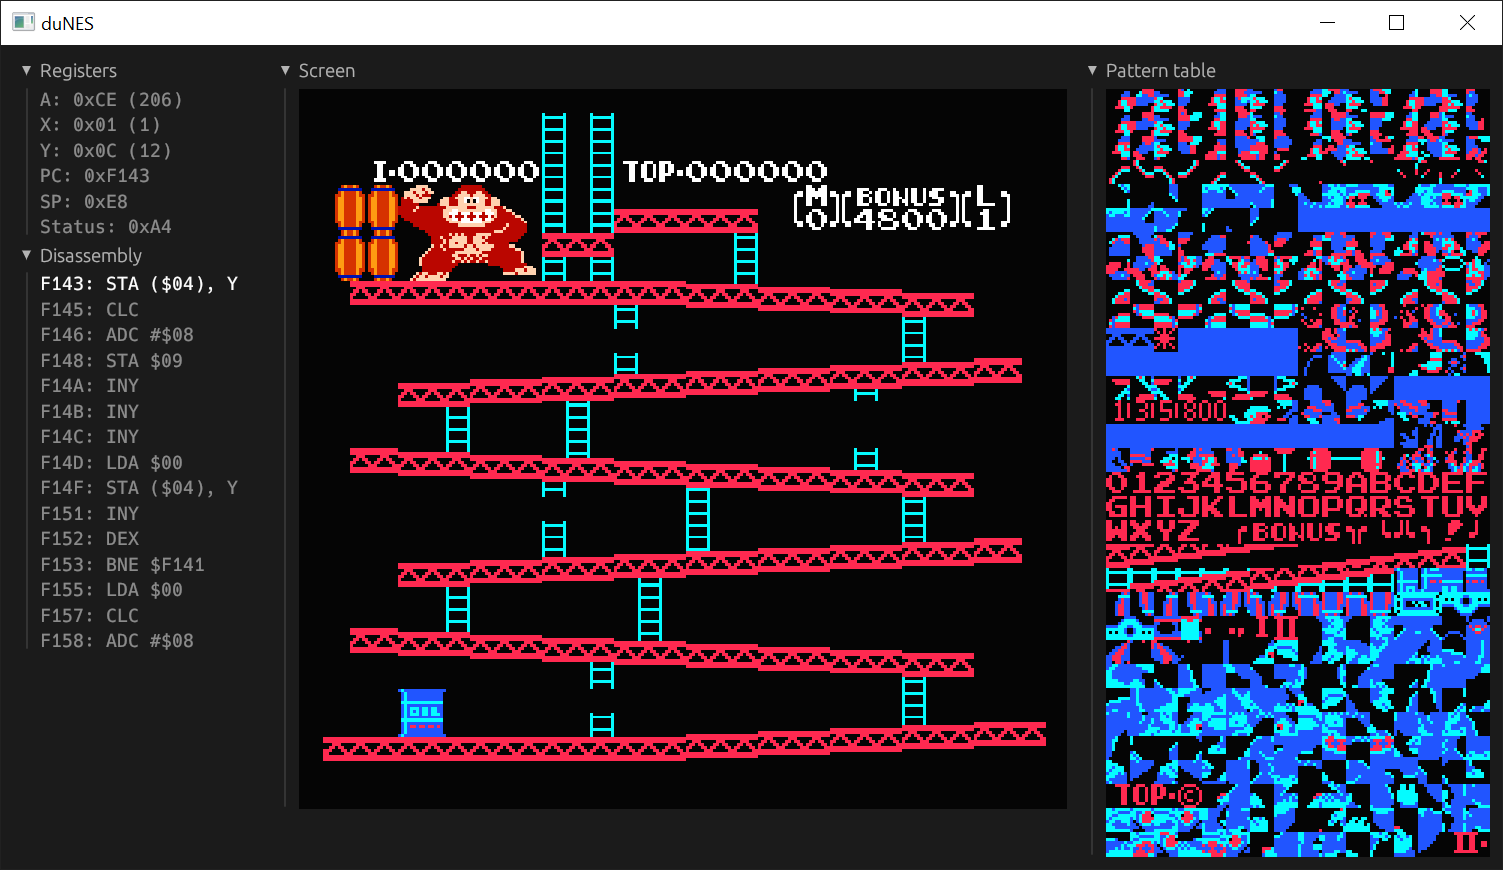 duNES
Registers
A: 0xCE (206)
X: 0x01 (1)
Y: 0x0C (12)
PC: 0xF143
SP: 0xE8
Status: 0xA4
Disassembly
F143: STA ($04), Y
F145: CLC
F146: ADC #$08
F148: STA $09
F14A: INY
F14B: INY
F14C: INY
F14D: LDA $00
F14F: STA ($04), Y
F151: INY
F152: DEX
F153: BNE $F141
F155: LDA $00
F157: CLC
F158: ADC #$08
Screen
I-000000 TOP-000000
M BONUS L
0 4800 1
OIL
Pattern table
0123456789ABCDEF
GHIJKLMNOPQRSTUV
WXYZ BONUS
TOP-©